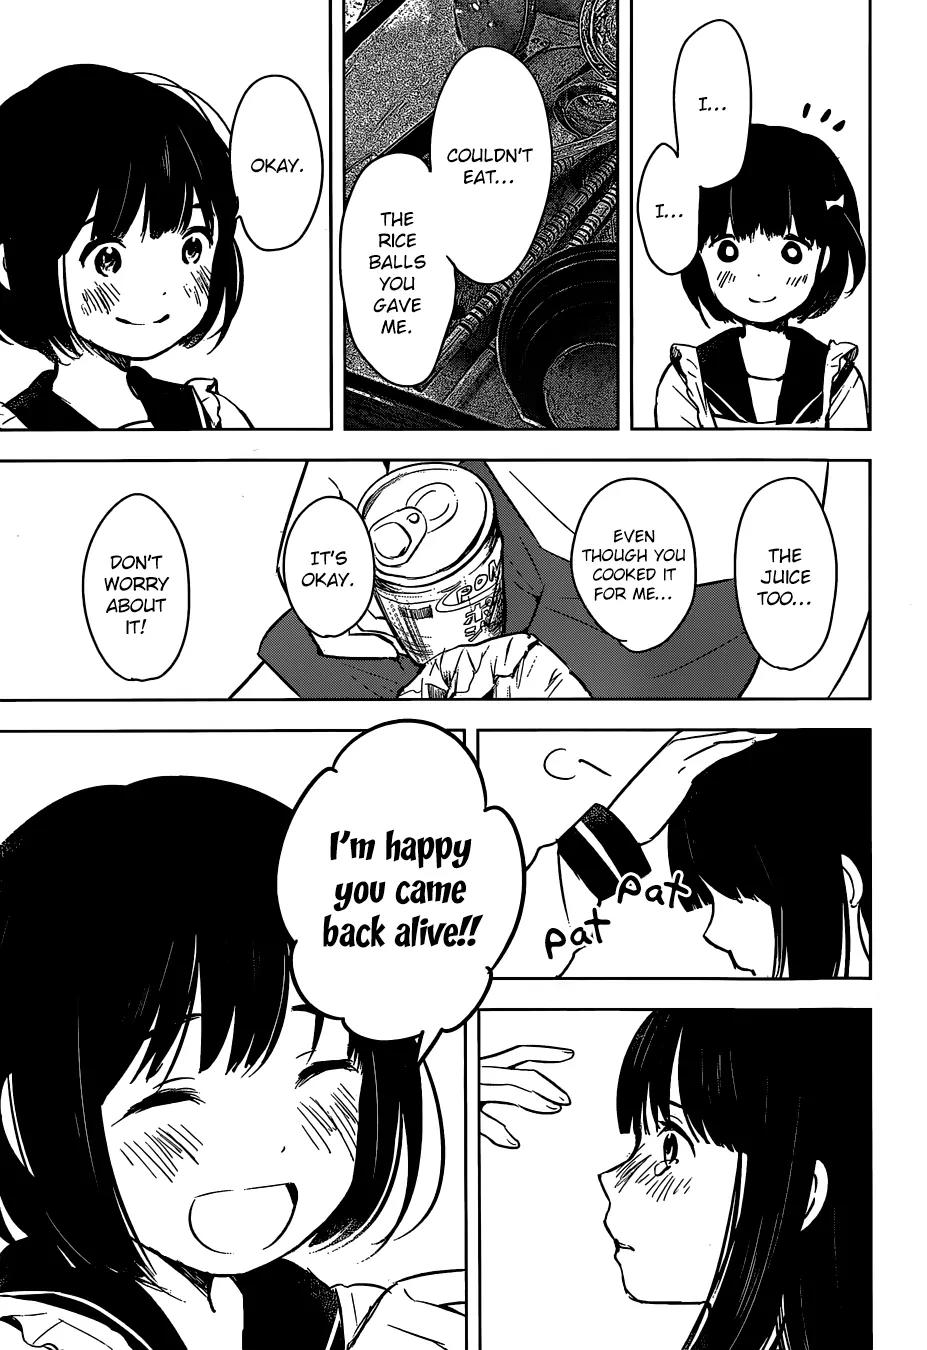 I...
I...
COULDN'T
EAT...
THE
RICE
BALLS
YOU
GAVE
ME.
OKAY.
THE
JUICE
TOO...
EVEN
THOUGH YOU
COOKED IT
FOR ME...
IT'S
OKAY.
DON'T
WORRY
ABOUT
IT!
pat
pat
I'm happy
you came
back alive!!